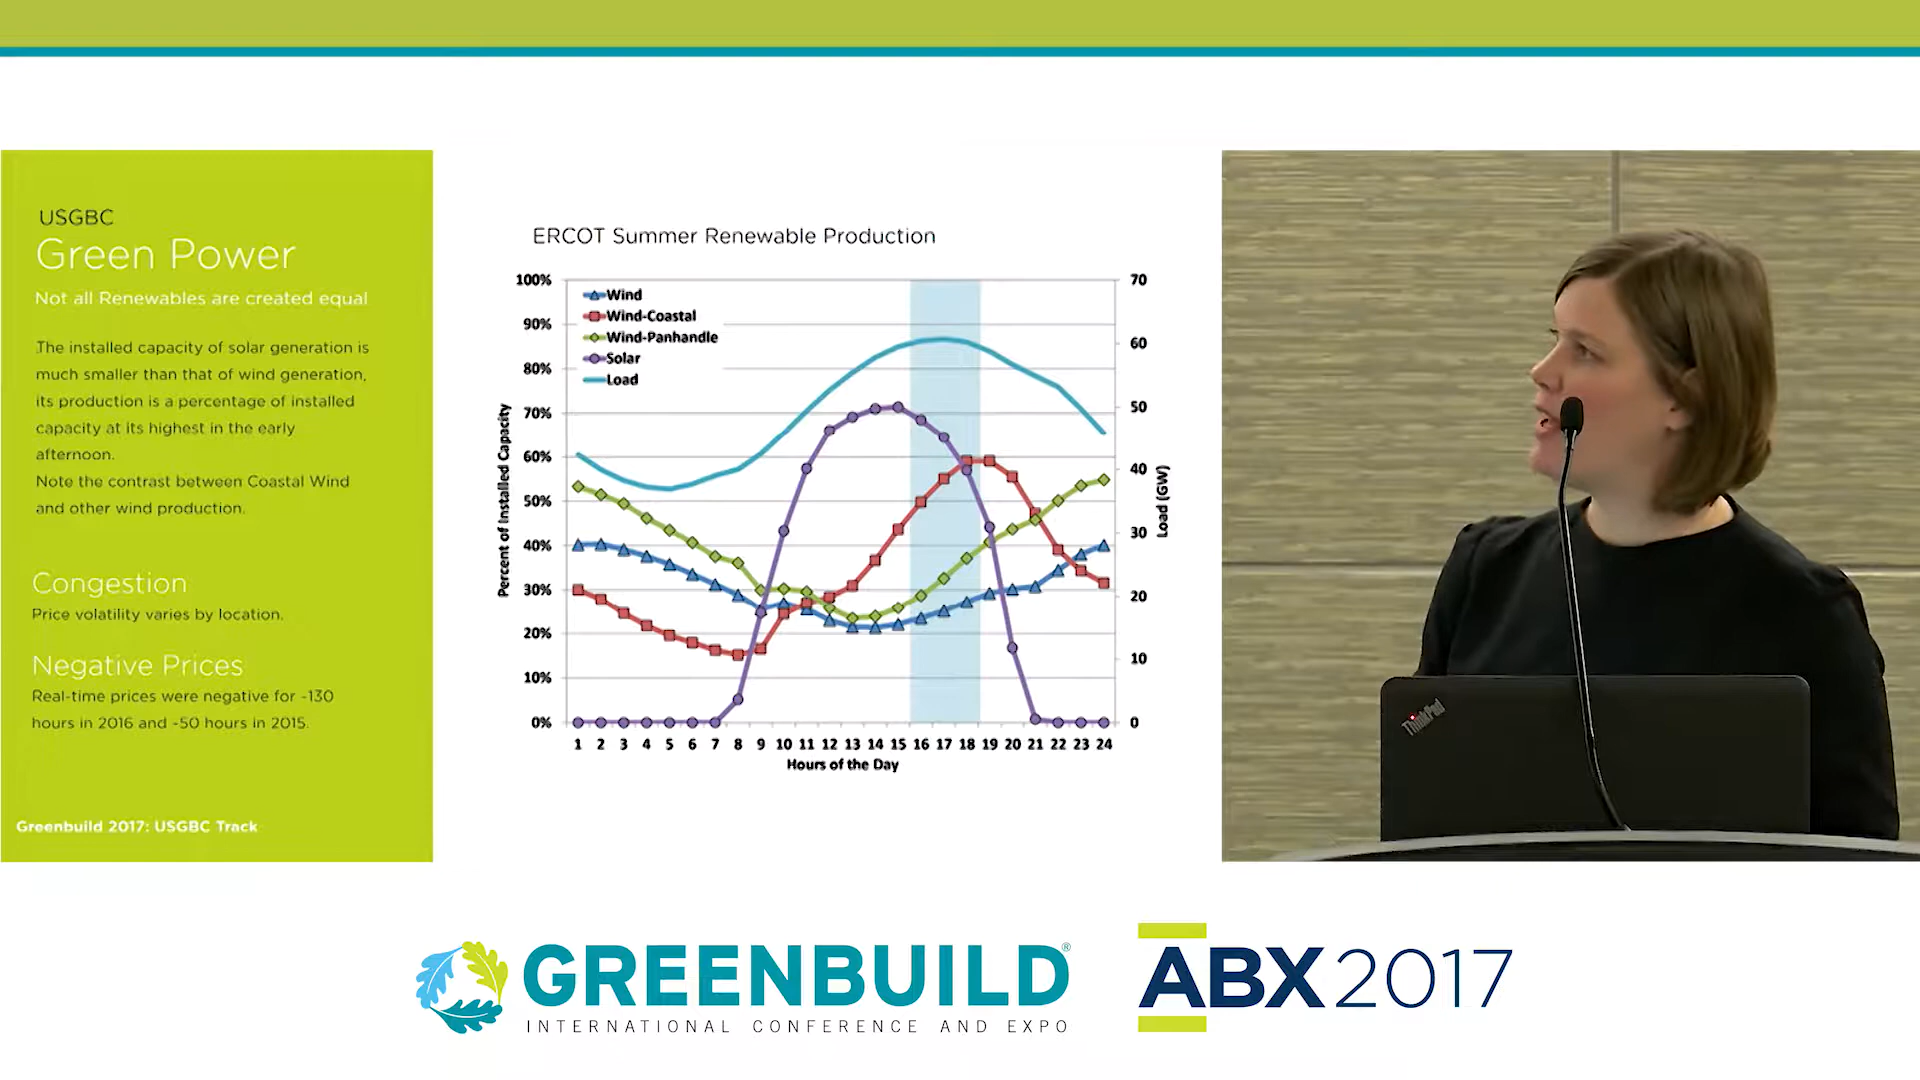 USGBC
Green Power
Not all Renewables are created equal
The installed capacity of solar generation is
much smaller than that of wind generation,
its production is a percentage of installed
capacity at its highest in the early
afternoon.
Note the contrast between Coastal Wind
and other wind production.
Congestion
Price volatility varies by location.
Negative Prices
Real-time prices were negative for ~130
hours in 2016 and ~50 hours in 2015.
Greenbuild 2017: USGBC Track
ERCOT Summer Renewable Production
100%
90%
80%
70%
60%
50%
40%
30%
20%
10%
0%
Percent of Installed Capacity
Wind
Wind-Coastal
Wind-Panhandle
Solar
Load
70
60
50
40
30
20
10
0
Load (GW)
1 2 3 4 5 6 7 8 9 10 11 12 13 14 15 16 17 18 19 20 21 22 23 24
Hours of the Day
ThinkPad
GREENBUILD®
INTERNATIONAL CONFERENCE AND EXPO
ABX2017